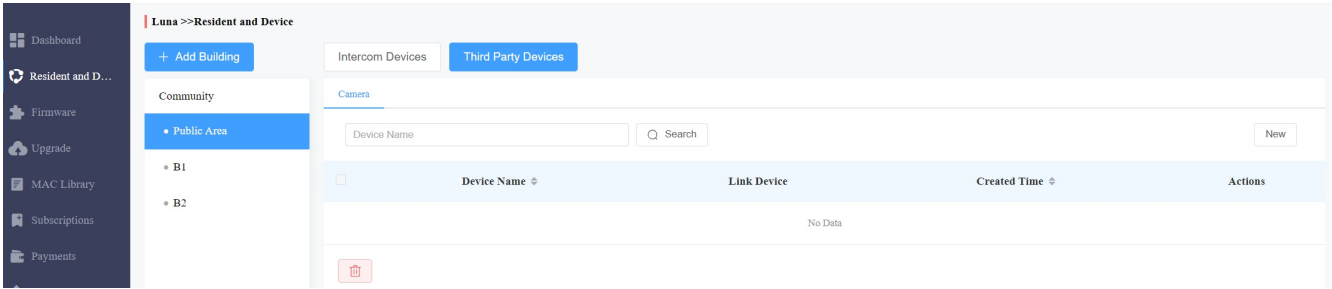 Luna >>Resident and Device
Dashboard
Resident and D...
Firmware
Upgrade
MAC Library
Subscriptions
Payments
+ Add Building
Community
Public Area
B1
B2
Intercom Devices
Third Party Devices
Camera
Device Name
Search
New
Device Name
Link Device
Created Time
Actions
No Data